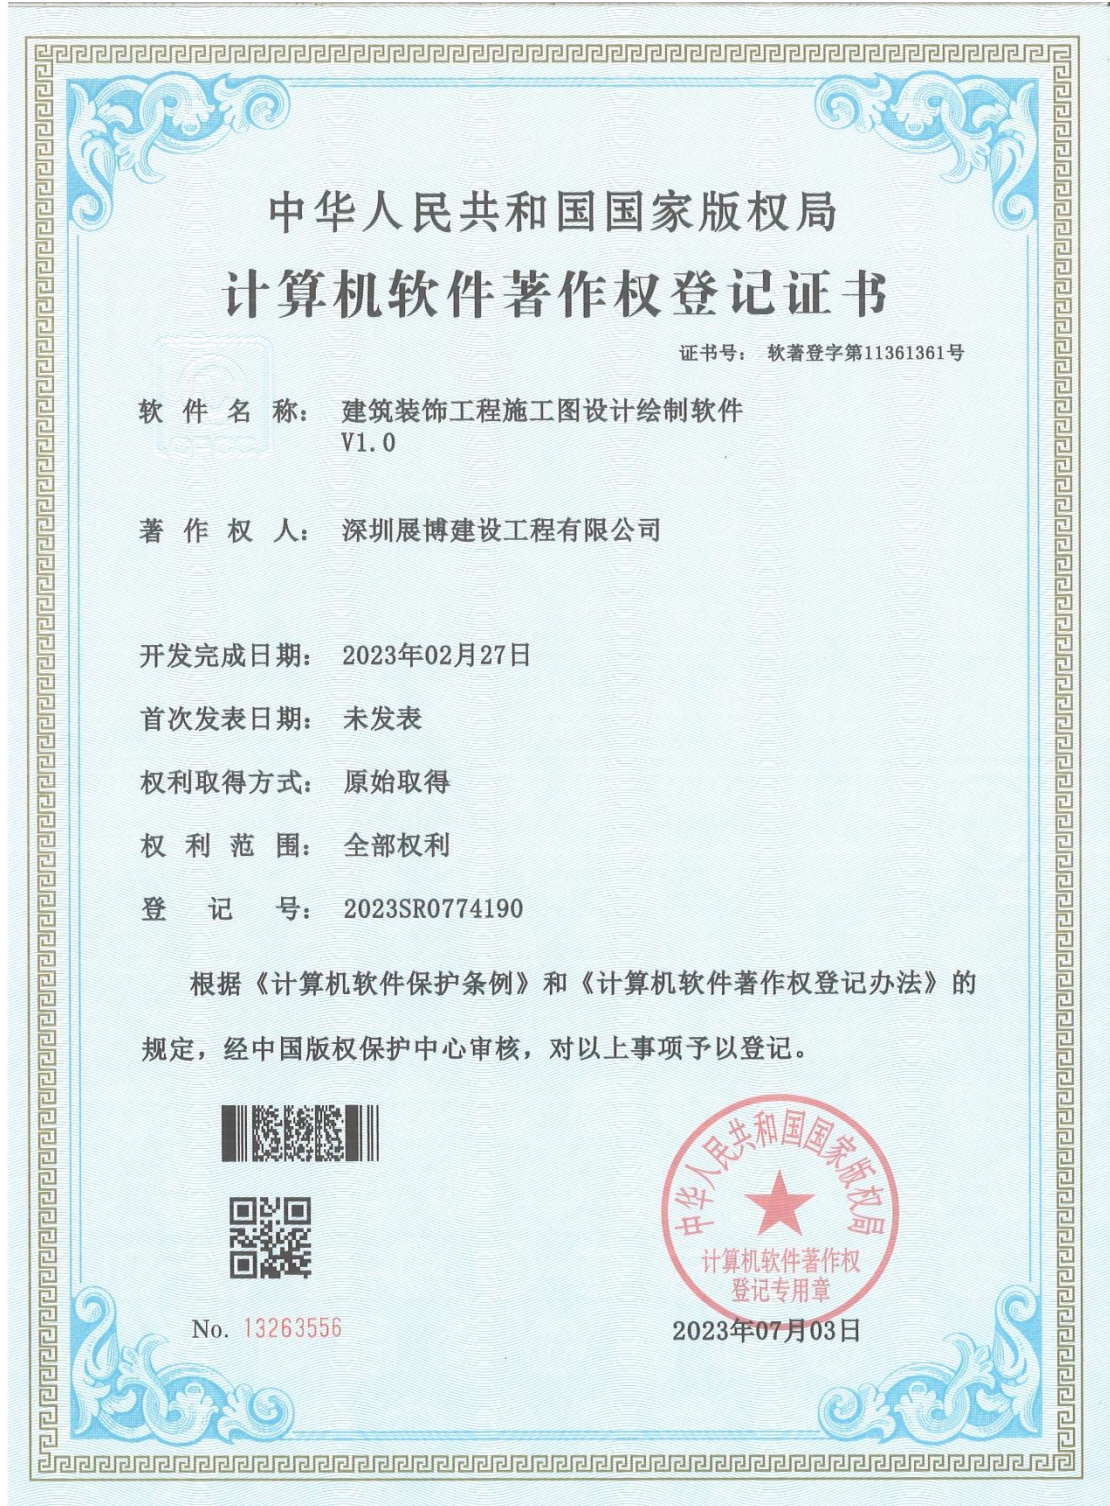 中华人民共和国国家版权局
计算机软件著作权登记证书
证书号： 软著登字第11361361号
软件名称： 建筑装饰工程施工图设计绘制软件
V1.0
著作权人： 深圳展博建设工程有限公司
开发完成日期： 2023年02月27日
首次发表日期： 未发表
权利取得方式： 原始取得
权利范围： 全部权利
登记号： 2023SR0774190
根据《计算机软件保护条例》和《计算机软件著作权登记办法》的
规定，经中国版权保护中心审核，对以上事项予以登记。
中华人民共和国国家版权局
计算机软件著作权
登记专用章
No. 13263556
2023年07月03日